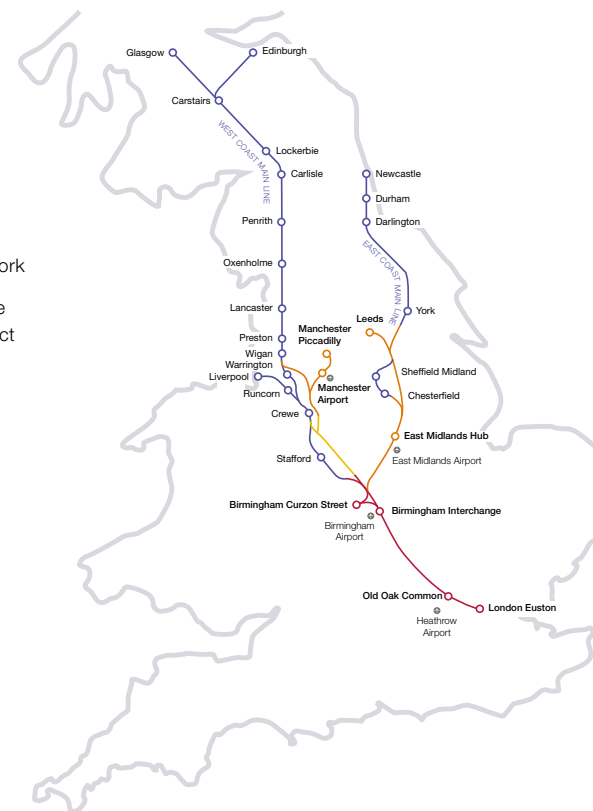 Glasgow
Edinburgh
Carstairs
WEST COAST MAIN LINE
Lockerbie
Carlisle
Newcastle
Durham
Penrith
Darlington
EAST COAST MAIN LINE
ork
Oxenholme
e
Lancaster
York
ct
Leeds
Manchester
Piccadilly
Preston
Wigan
Warrington
Liverpool
Sheffield Midland
Runcorn
Manchester
Airport
Chesterfield
Crewe
East Midlands Hub
Stafford
East Midlands Airport
Birmingham Curzon Street
Birmingham Interchange
Birmingham
Airport
Old Oak Common
London Euston
Heathrow
Airport